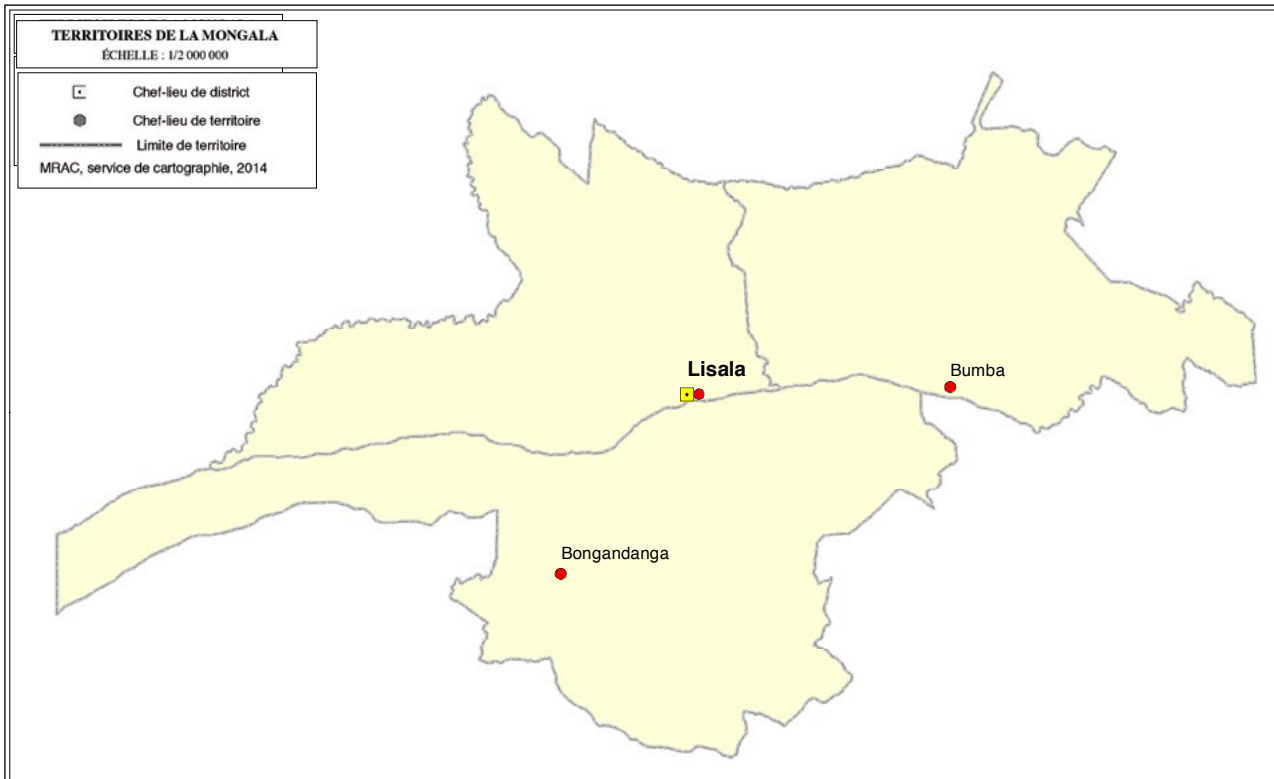 TERRITOIRES DE LA MONGALA
ÉCHELLE : 1/2 000 000
Chef-lieu de district
Chef-lieu de territoire
Limite de territoire
MRAC, service de cartographie, 2014
Lisala
Bumba
Bongandanga